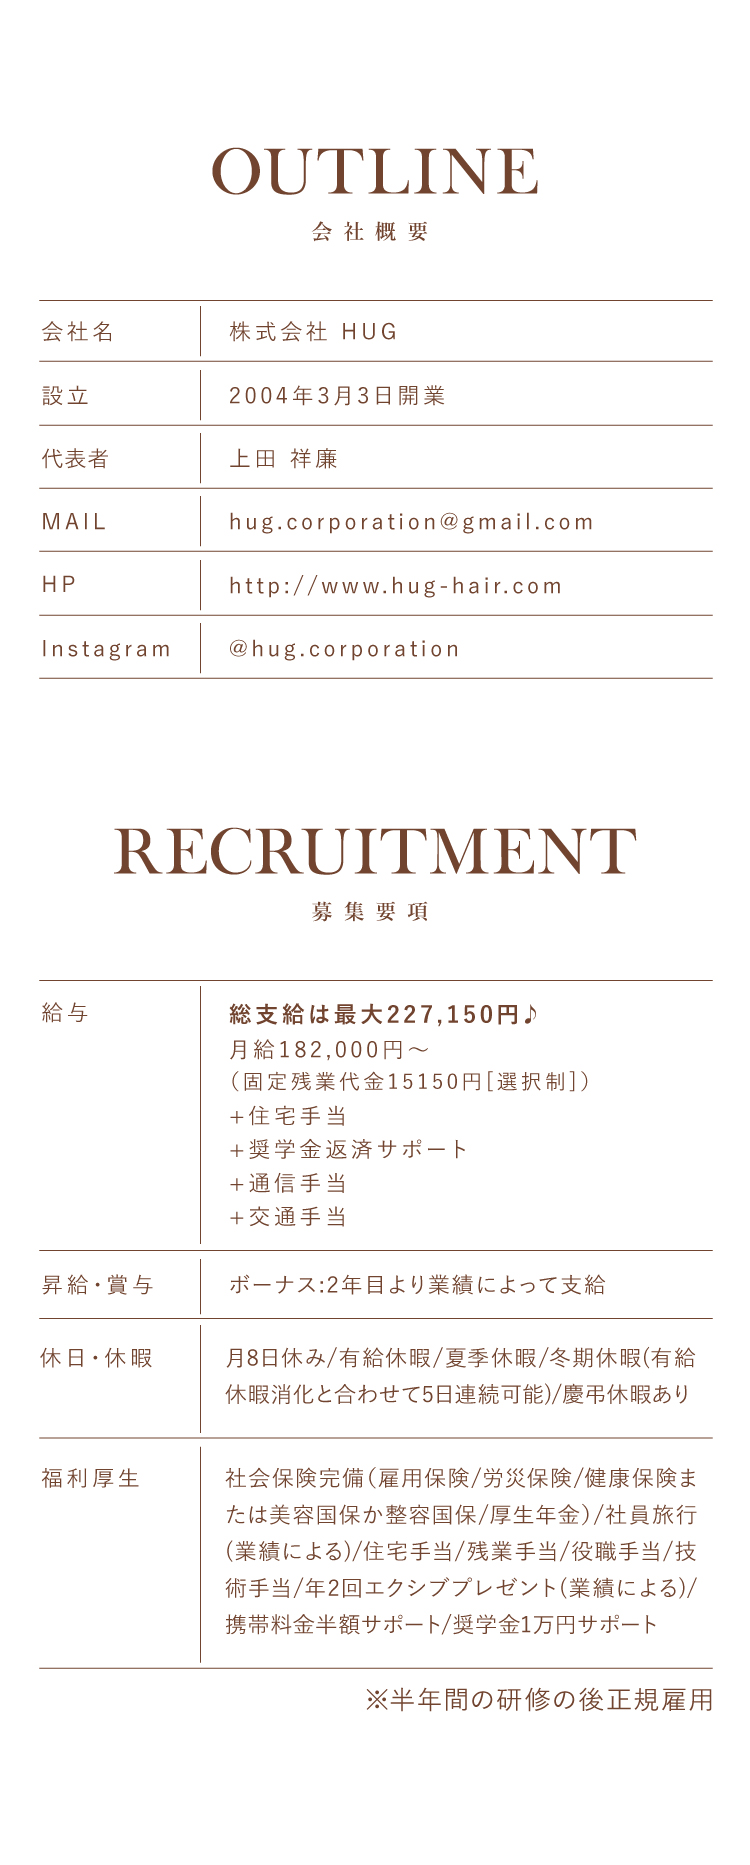 OUTLINE
会社概要
会社名 株式会社 HUG
設立 2004年3月3日開業
代表者 上田 祥廉
MAIL hug.corporation@gmail.com
HP http://www.hug-hair.com
Instagram @hug.corporation
RECRUITMENT
募集要項
給与 総支給は最大227,150円♪
月給182,000円〜
（固定残業代金15150円[選択制]）
+住宅手当
+奨学金返済サポート
+通信手当
+交通手当
昇給・賞与 ボーナス:2年目より業績によって支給
休日・休暇 月8日休み/有給休暇/夏季休暇/冬期休暇(有給
休暇消化と合わせて5日連続可能)/慶弔休暇あり
福利厚生 社会保険完備（雇用保険/労災保険/健康保険ま
たは美容国保か整容国保/厚生年金）/社員旅行
(業績による)/住宅手当/残業手当/役職手当/技
術手当/年2回エクシブプレゼント(業績による)/
携帯料金半額サポート/奨学金1万円サポート
※半年間の研修の後正規雇用